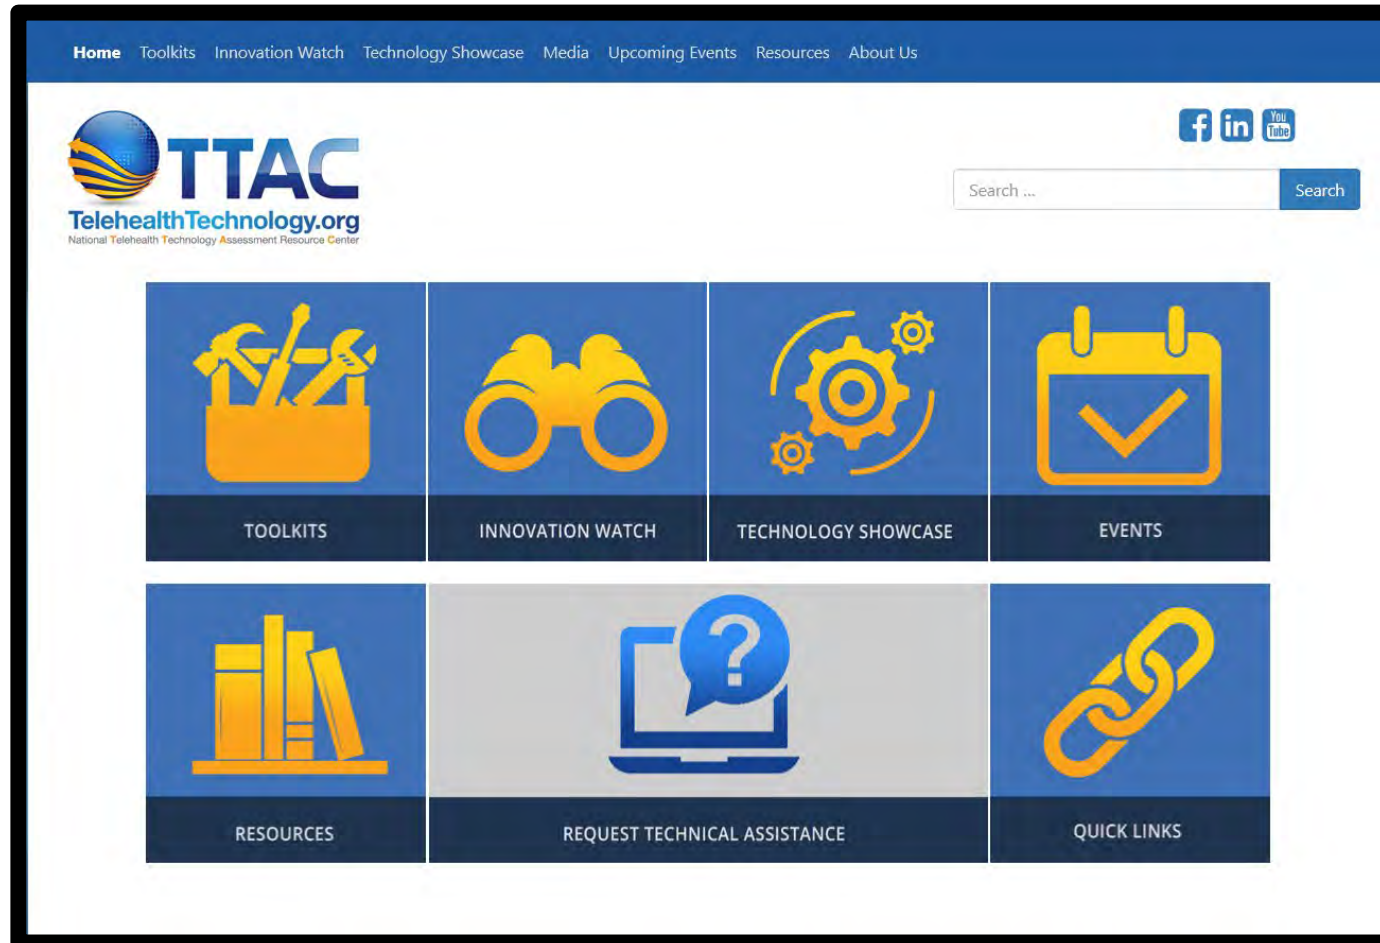 Home Toolkits Innovation Watch Technology Showcase Media Upcoming Events Resources About Us
f in You Tube
TTAC
TelehealthTechnology.org
National Telehealth Technology Assessment Resource Center
Search ... Search
TOOLKITS INNOVATION WATCH TECHNOLOGY SHOWCASE EVENTS
?
RESOURCES REQUEST TECHNICAL ASSISTANCE QUICK LINKS